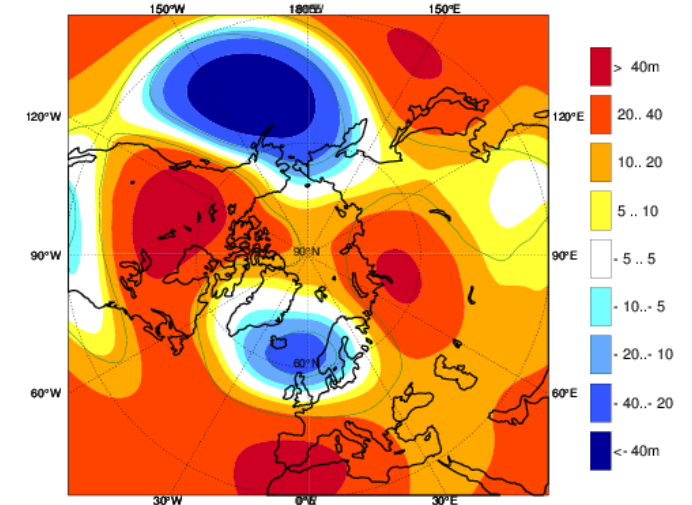 150°W 180°E 150°E
120°W 120°E
90°W 90°N 90°E
60°W 60°N 60°E
30°W 0°E 30°E
> 40m
20.. 40
10.. 20
5 .. 10
- 5 .. 5
- 10..- 5
- 20..- 10
- 40..- 20
<- 40m